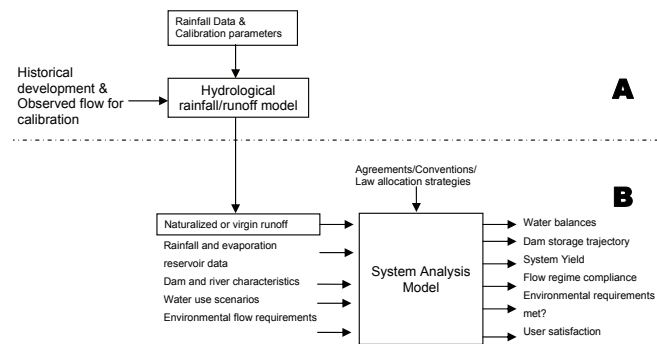 Rainfall Data &
Calibration parameters
Historical
development &
Observed flow for
calibration
Hydrological
rainfall/runoff model
A
Agreements/Conventions/
Law allocation strategies
B
Naturalized or virgin runoff
Rainfall and evaporation
reservoir data
Dam and river characteristics
Water use scenarios
Environmental flow requirements
System Analysis
Model
Water balances
Dam storage trajectory
System Yield
Flow regime compliance
Environmental requirements
met?
User satisfaction